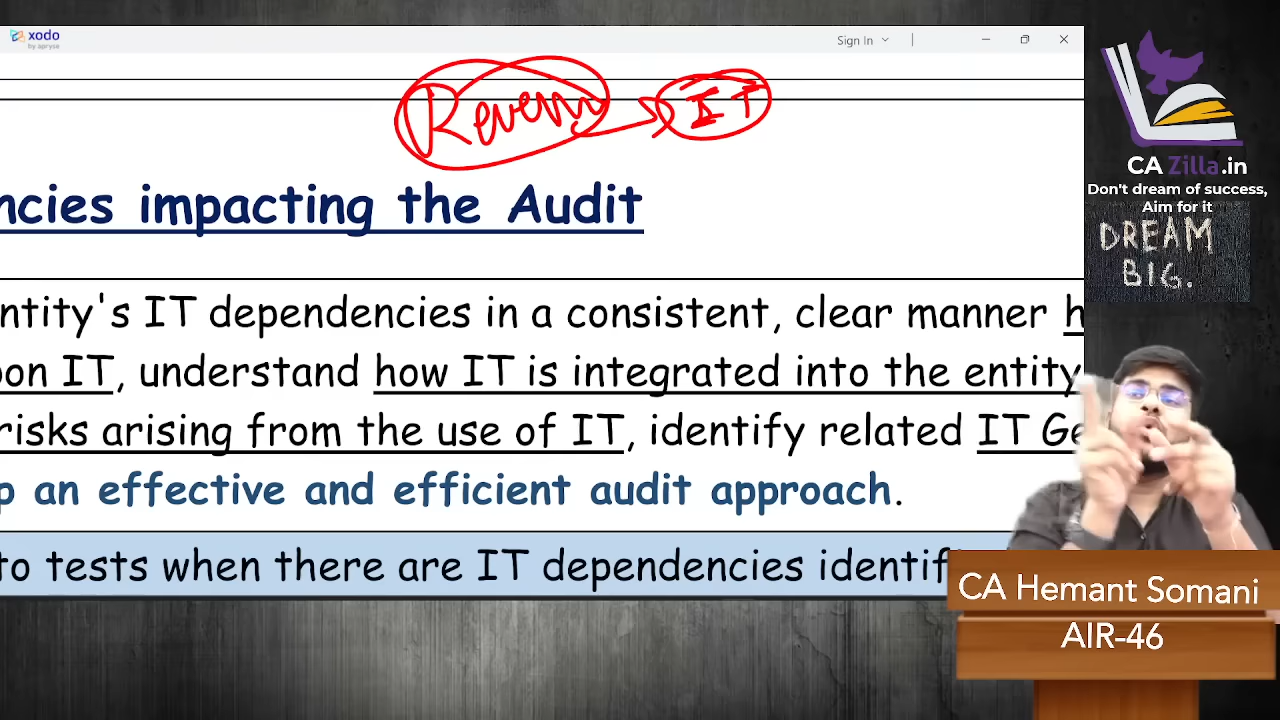 xodo
by apryse
Sign In
Revenu
IT
ncies impacting the Audit
ntity's IT dependencies in a consistent, clear manner h
oon IT, understand how IT is integrated into the entity
risks arising from the use of IT, identify related IT Ge
p an effective and efficient audit approach.
to tests when there are IT dependencies identif
CA Zilla.in
Don't dream of success,
Aim for it
DREAM
BIG.
CA Hemant Somani
AIR-46